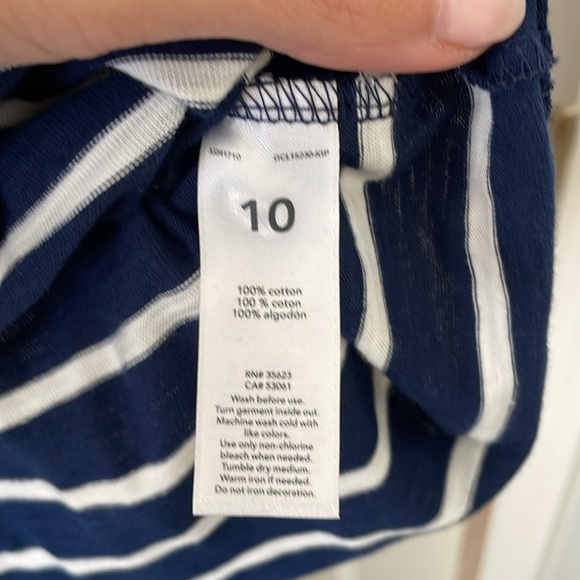 10
100% cotton
100 % coton
100% algodón
RN# 35623
CA# 53061
Wash before use.
Turn garment inside out.
Machine wash cold with
like colors.
Use only non-chlorine
bleach when needed.
Tumble dry medium.
Warm iron if needed.
Do not iron decoration.